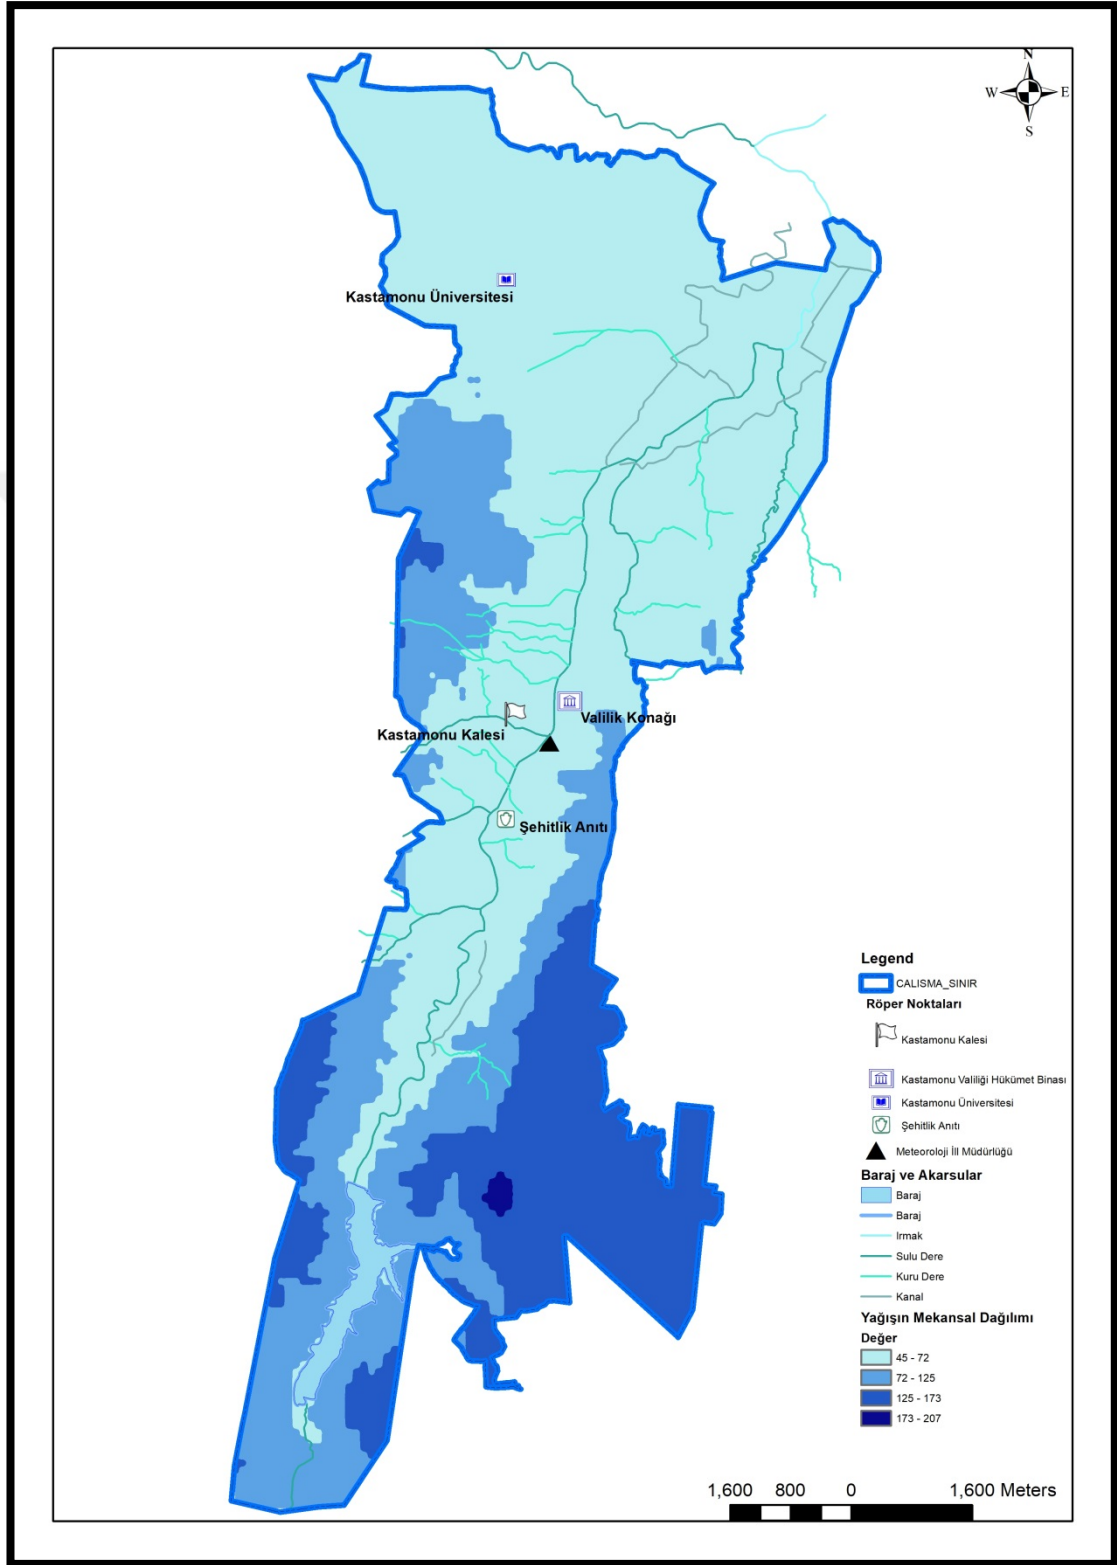 N
W E
S
Kastamonu Üniversitesi
Valilik Konağı
Kastamonu Kalesi
Şehitlik Anıtı
Legend
CALISMA_SINIR
Röper Noktaları
Kastamonu Kalesi
Kastamonu Valiliği Hükümet Binası
Kastamonu Üniversitesi
Şehitlik Anıtı
Meteoroloji İll Müdürlüğü
Baraj ve Akarsular
Baraj
Baraj
Irmak
Sulu Dere
Kuru Dere
Kanal
Yağışın Mekansal Dağılımı
Değer
45 - 72
72 - 125
125 - 173
173 - 207
1,600 800 0 1,600 Meters